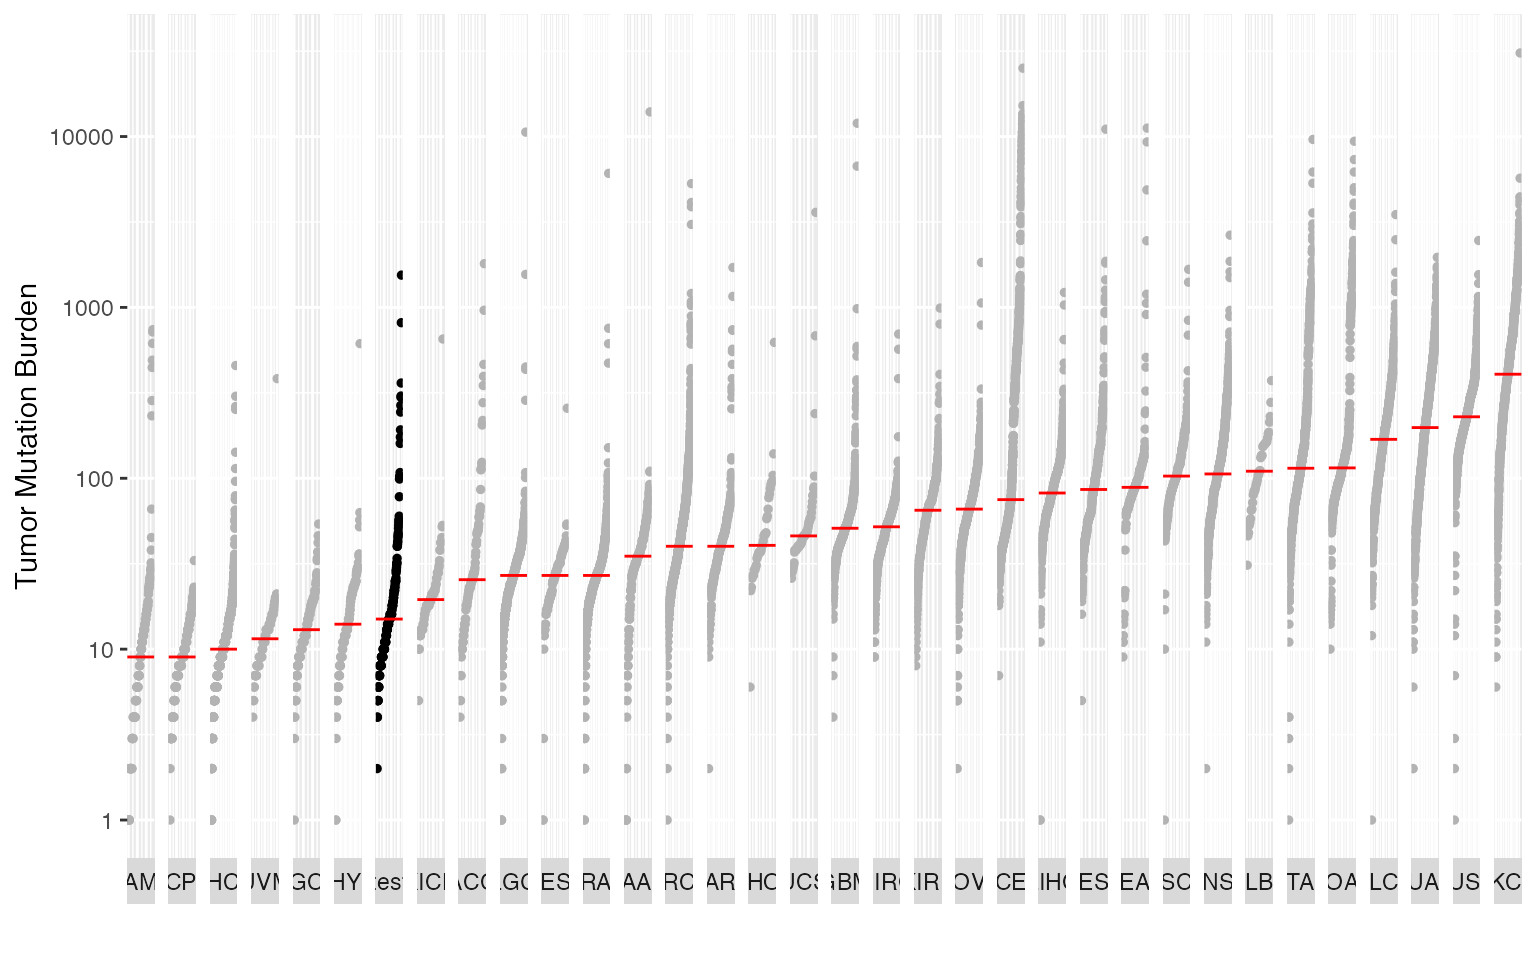 Tumor Mutation Burden
10000
1000
100
10
1
AM CP HC UVM GC HY test KICH ACC LGG ES RA AA RC AR HC UCS GBM IRC KIR OV CE IHC ES EA SC NS LB TA OA LC UA US KC